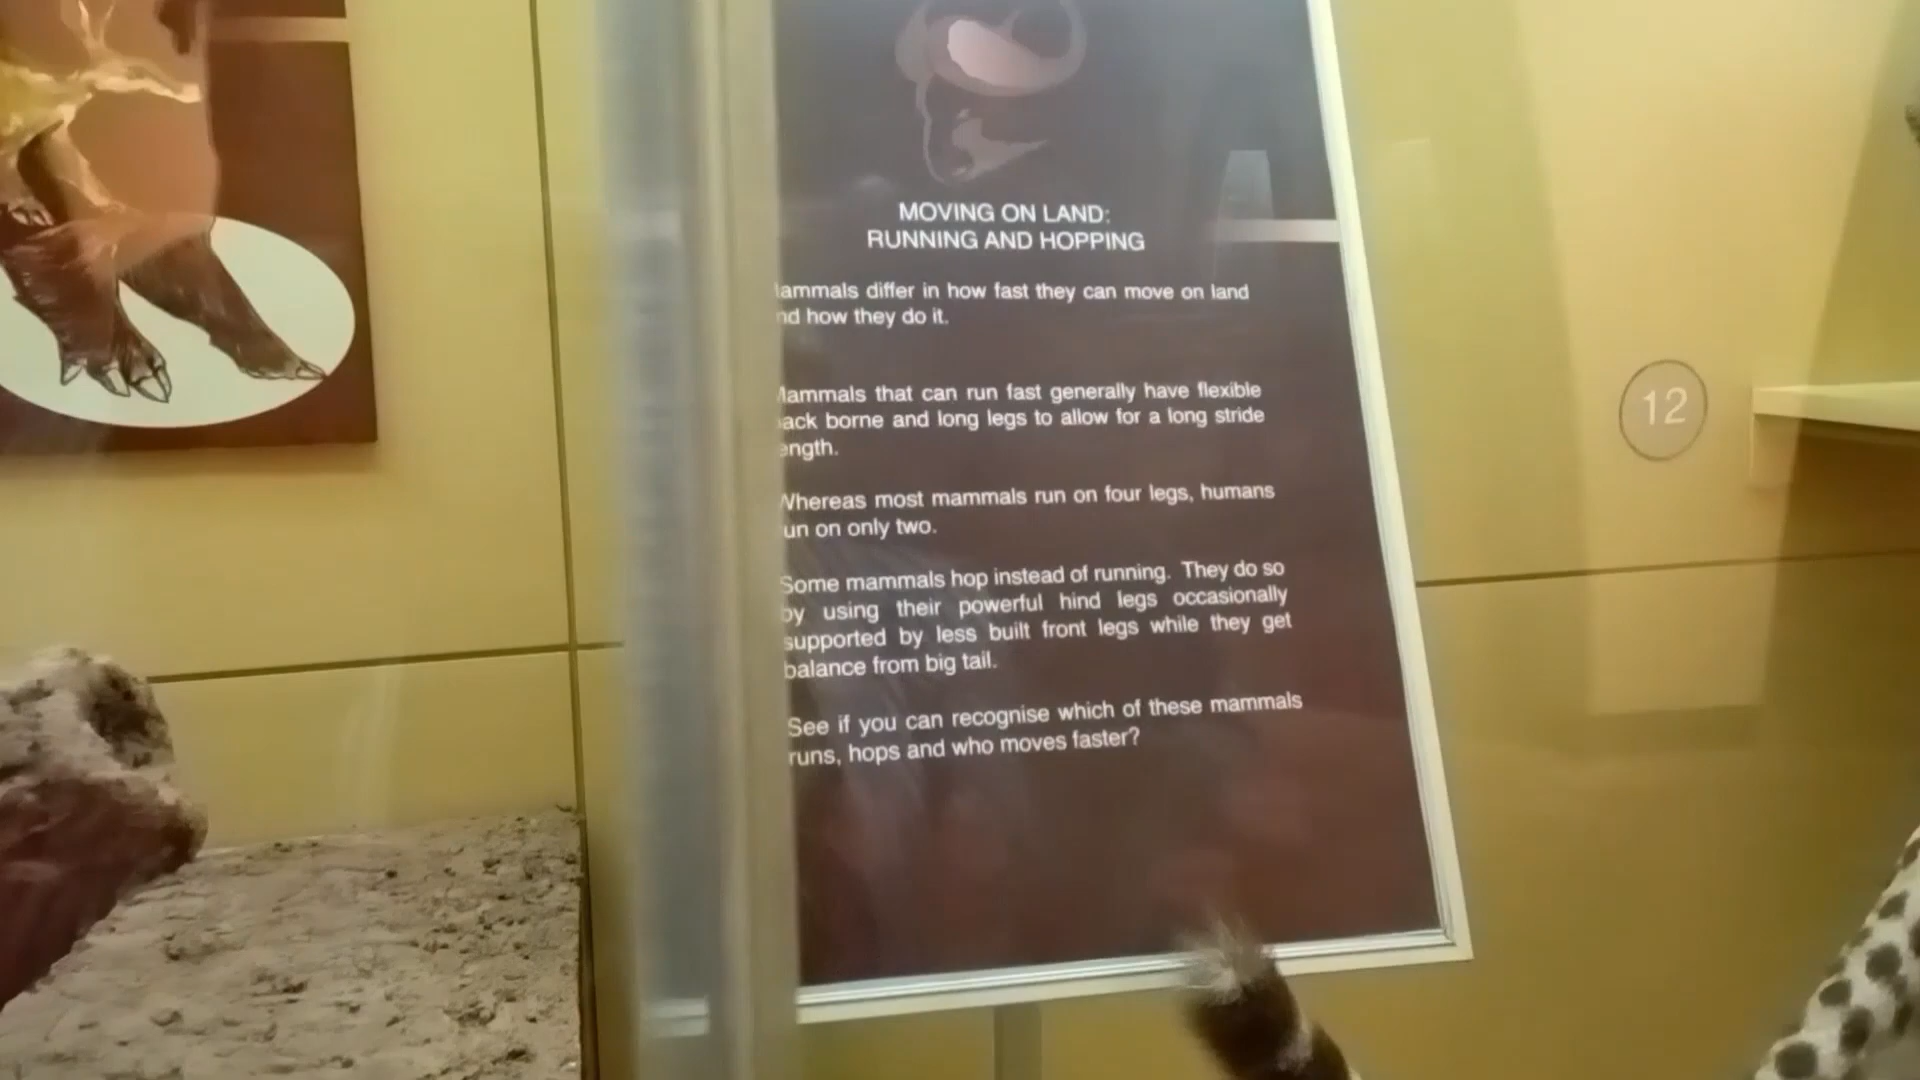 MOVING ON LAND:
RUNNING AND HOPPING
ammals differ in how fast they can move on land
nd how they do it.
ammals that can run fast generally have flexible
ack borne and long legs to allow for a long stride
ength.
Whereas most mammals run on four legs, humans
un on only two.
Some mammals hop instead of running. They do so
by using their powerful hind legs occasionally
supported by less built front legs while they get
balance from big tail.
See if you can recognise which of these mammals
runs, hops and who moves faster?
12